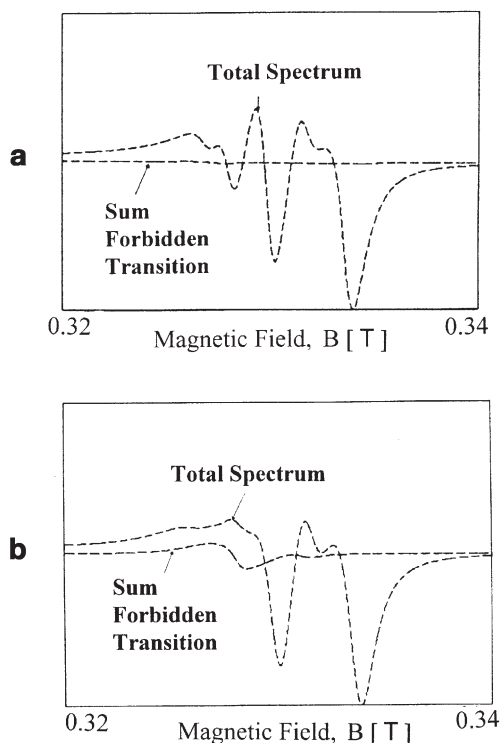 a
Total Spectrum
Sum
Forbidden
Transition
0.32
0.34
Magnetic Field, B [ T ]
b
Total Spectrum
Sum
Forbidden
Transition
0.32
0.34
Magnetic Field, B [ T ]